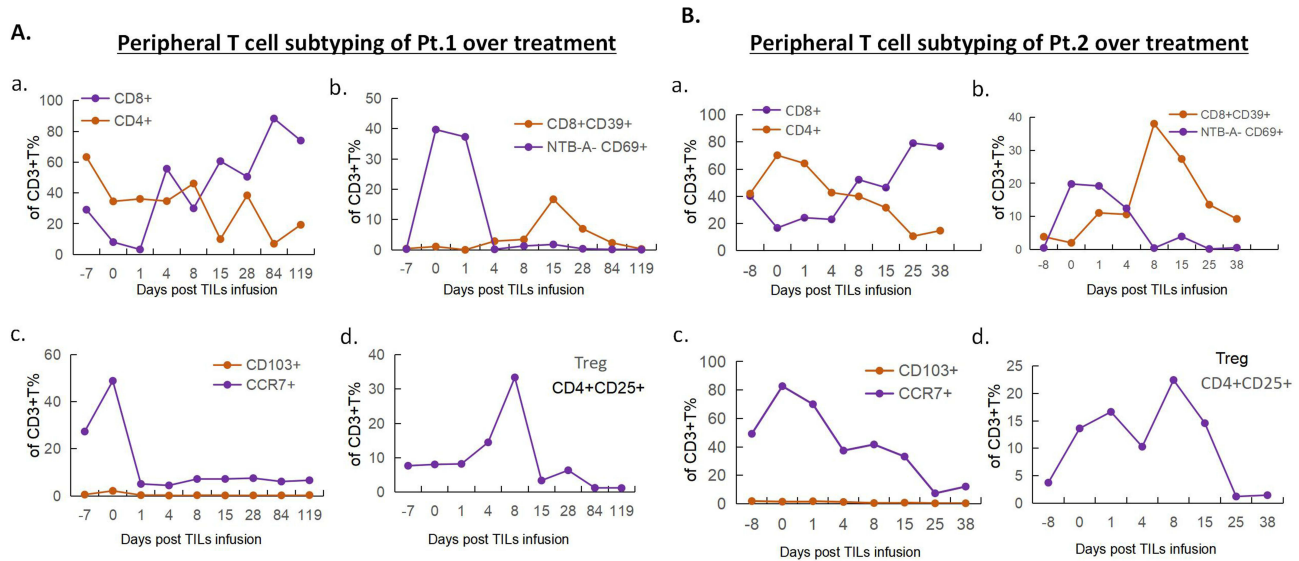 A.
Peripheral T cell subtyping of Pt.1 over treatment
a.
CD8+
CD4+
of CD3+T%
100
80
60
40
20
0
-7 0 1 4 8 15 28 84 119
Days post TILs infusion
b.
CD8+CD39+
NTB-A- CD69+
of CD3+T%
50
40
30
20
10
0
-7 0 1 4 8 15 28 84 119
Days post TILs infusion
c.
CD103+
CCR7+
of CD3+T%
60
40
20
0
-7 0 1 4 8 15 28 84 119
Days post TILs infusion
d.
Treg
CD4+CD25+
of CD3+T%
40
30
20
10
0
-7 0 1 4 8 15 28 84 119
Days post TILs infusion
B.
Peripheral T cell subtyping of Pt.2 over treatment
a.
CD8+
CD4+
of CD3+T%
100
80
60
40
20
0
-8 0 1 4 8 15 25 38
Days post TILs infusion
b.
CD8+CD39+
NTB-A- CD69+
of CD3+T%
40
30
20
10
0
-8 0 1 4 8 15 25 38
Days post TILs infusion
c.
CD103+
CCR7+
of CD3+T%
100
80
60
40
20
0
-8 0 1 4 8 15 25 38
Days post TILs infusion
d.
Treg
CD4+CD25+
of CD3+T%
25
20
15
10
5
0
-8 0 1 4 8 15 25 38
Days post TILs infusion